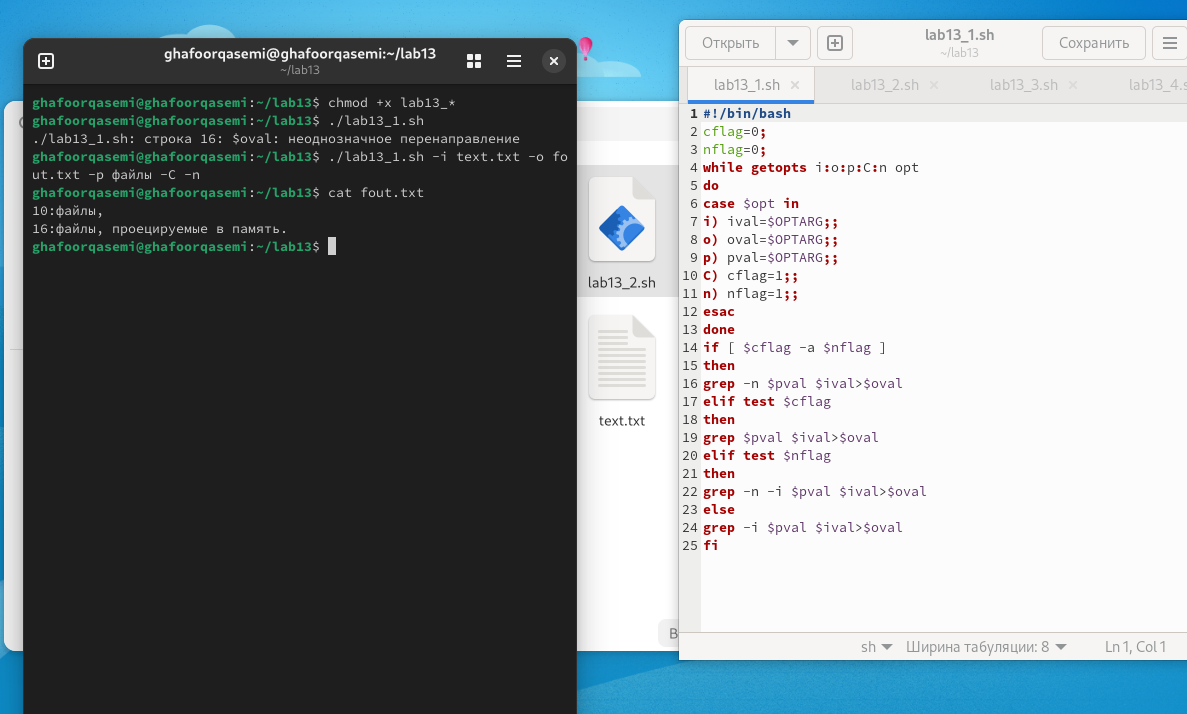 ghafoorqasemi@ghafoorqasemi:~/lab13
~/lab13
ghafoorqasemi@ghafoorqasemi:~/lab13$ chmod +x lab13_*
ghafoorqasemi@ghafoorqasemi:~/lab13$ ./lab13_1.sh
./lab13_1.sh: строка 16: $oval: неоднозначное перенаправление
ghafoorqasemi@ghafoorqasemi:~/lab13$ ./lab13_1.sh -i text.txt -o fo
ut.txt -p файлы -C -n
ghafoorqasemi@ghafoorqasemi:~/lab13$ cat fout.txt
10:файлы,
16:файлы, проецируемые в память.
ghafoorqasemi@ghafoorqasemi:~/lab13$
lab13_2.sh
text.txt
В
Открыть
lab13_1.sh
~/lab13
Сохранить
lab13_1.sh × lab13_2.sh × lab13_3.sh × lab13_4.s
1 #!/bin/bash
2 cflag=0;
3 nflag=0;
4 while getopts i:o:p:C:n opt
5 do
6 case $opt in
7 i) ival=$OPTARG;;
8 o) oval=$OPTARG;;
9 p) pval=$OPTARG;;
10 C) cflag=1;;
11 n) nflag=1;;
12 esac
13 done
14 if [ $cflag -a $nflag ]
15 then
16 grep -n $pval $ival>$oval
17 elif test $cflag
18 then
19 grep $pval $ival>$oval
20 elif test $nflag
21 then
22 grep -n -i $pval $ival>$oval
23 else
24 grep -i $pval $ival>$oval
25 fi
sh Ширина табуляции: 8 Ln 1, Col 1